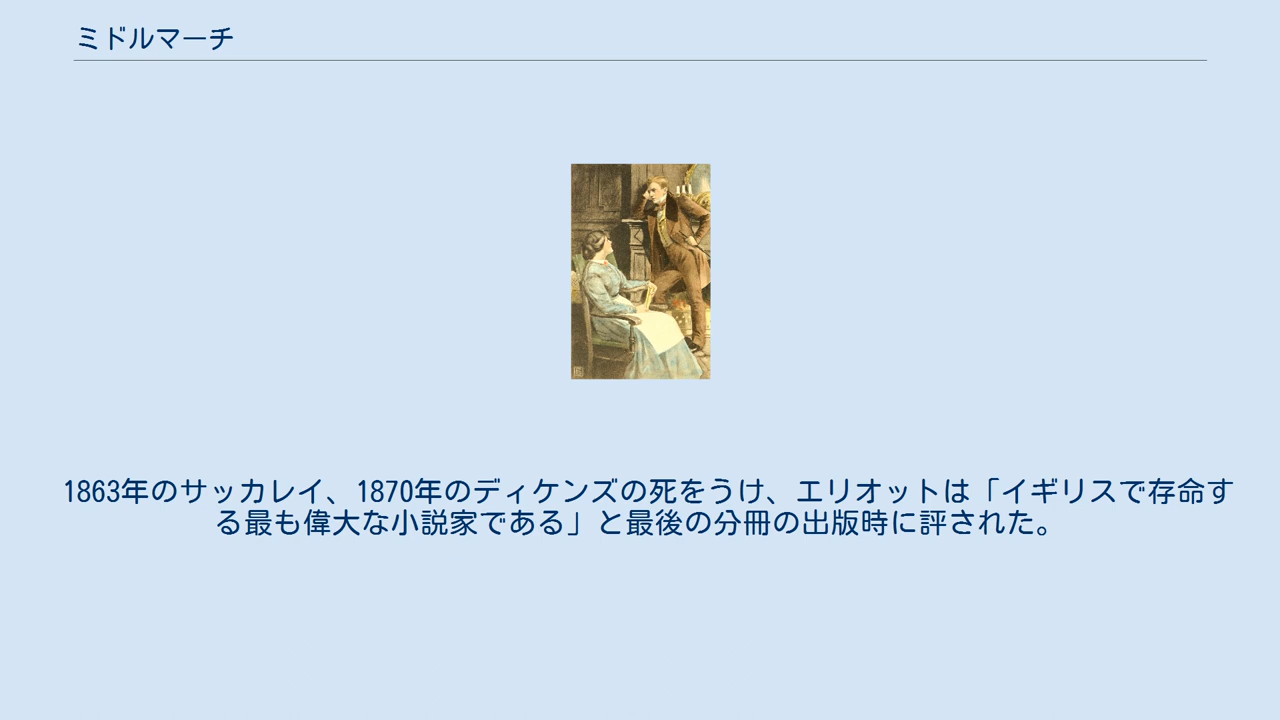 ミドルマーチ
1863年のサッカレイ、1870年のディケンズの死をうけ、エリオットは「イギリスで存命す
る最も偉大な小説家である」と最後の分冊の出版時に評された。